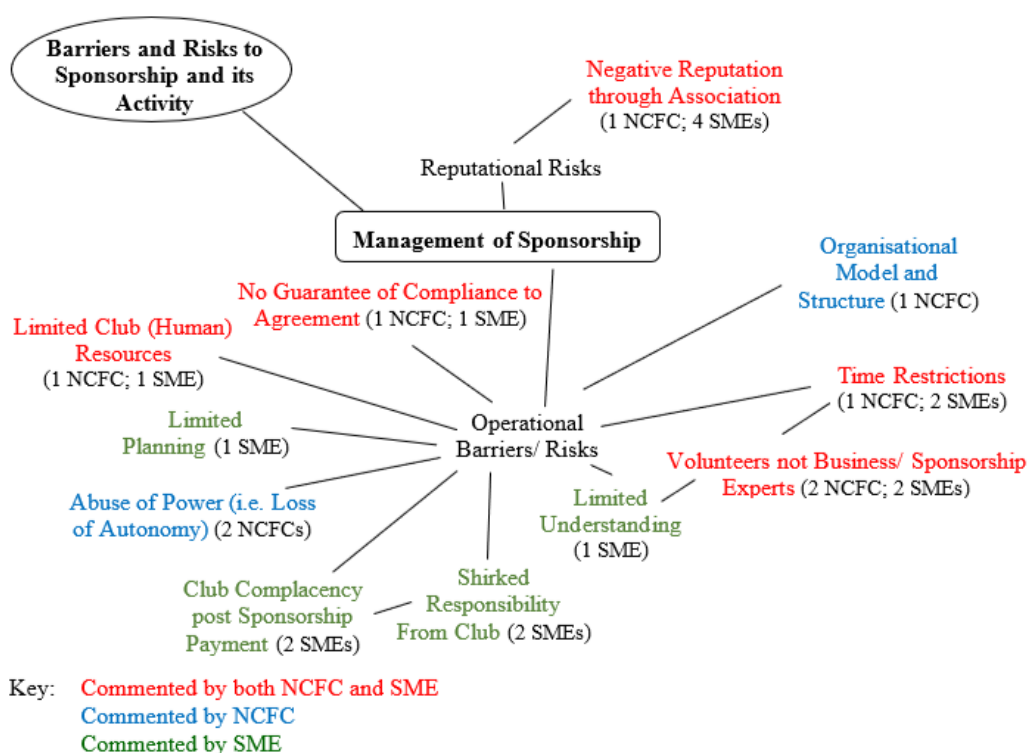 Barriers and Risks to
Sponsorship and its
Activity
Negative Reputation
through Association
(1 NCFC; 4 SMEs)
Reputational Risks
Management of Sponsorship
Organisational
Model and
Structure (1 NCFC)
No Guarantee of Compliance to
Agreement (1 NCFC; 1 SME)
Limited Club (Human)
Resources
(1 NCFC; 1 SME)
Time Restrictions
(1 NCFC; 2 SMEs)
Limited
Planning (1 SME)
Operational
Barriers/ Risks
Volunteers not Business/ Sponsorship
Experts (2 NCFC; 2 SMEs)
Abuse of Power (i.e. Loss
of Autonomy) (2 NCFCs)
Limited
Understanding
(1 SME)
Club Complacency
post Sponsorship
Payment (2 SMEs)
Shirked
Responsibility
From Club (2 SMEs)
Key:
Commented by both NCFC and SME
Commented by NCFC
Commented by SME